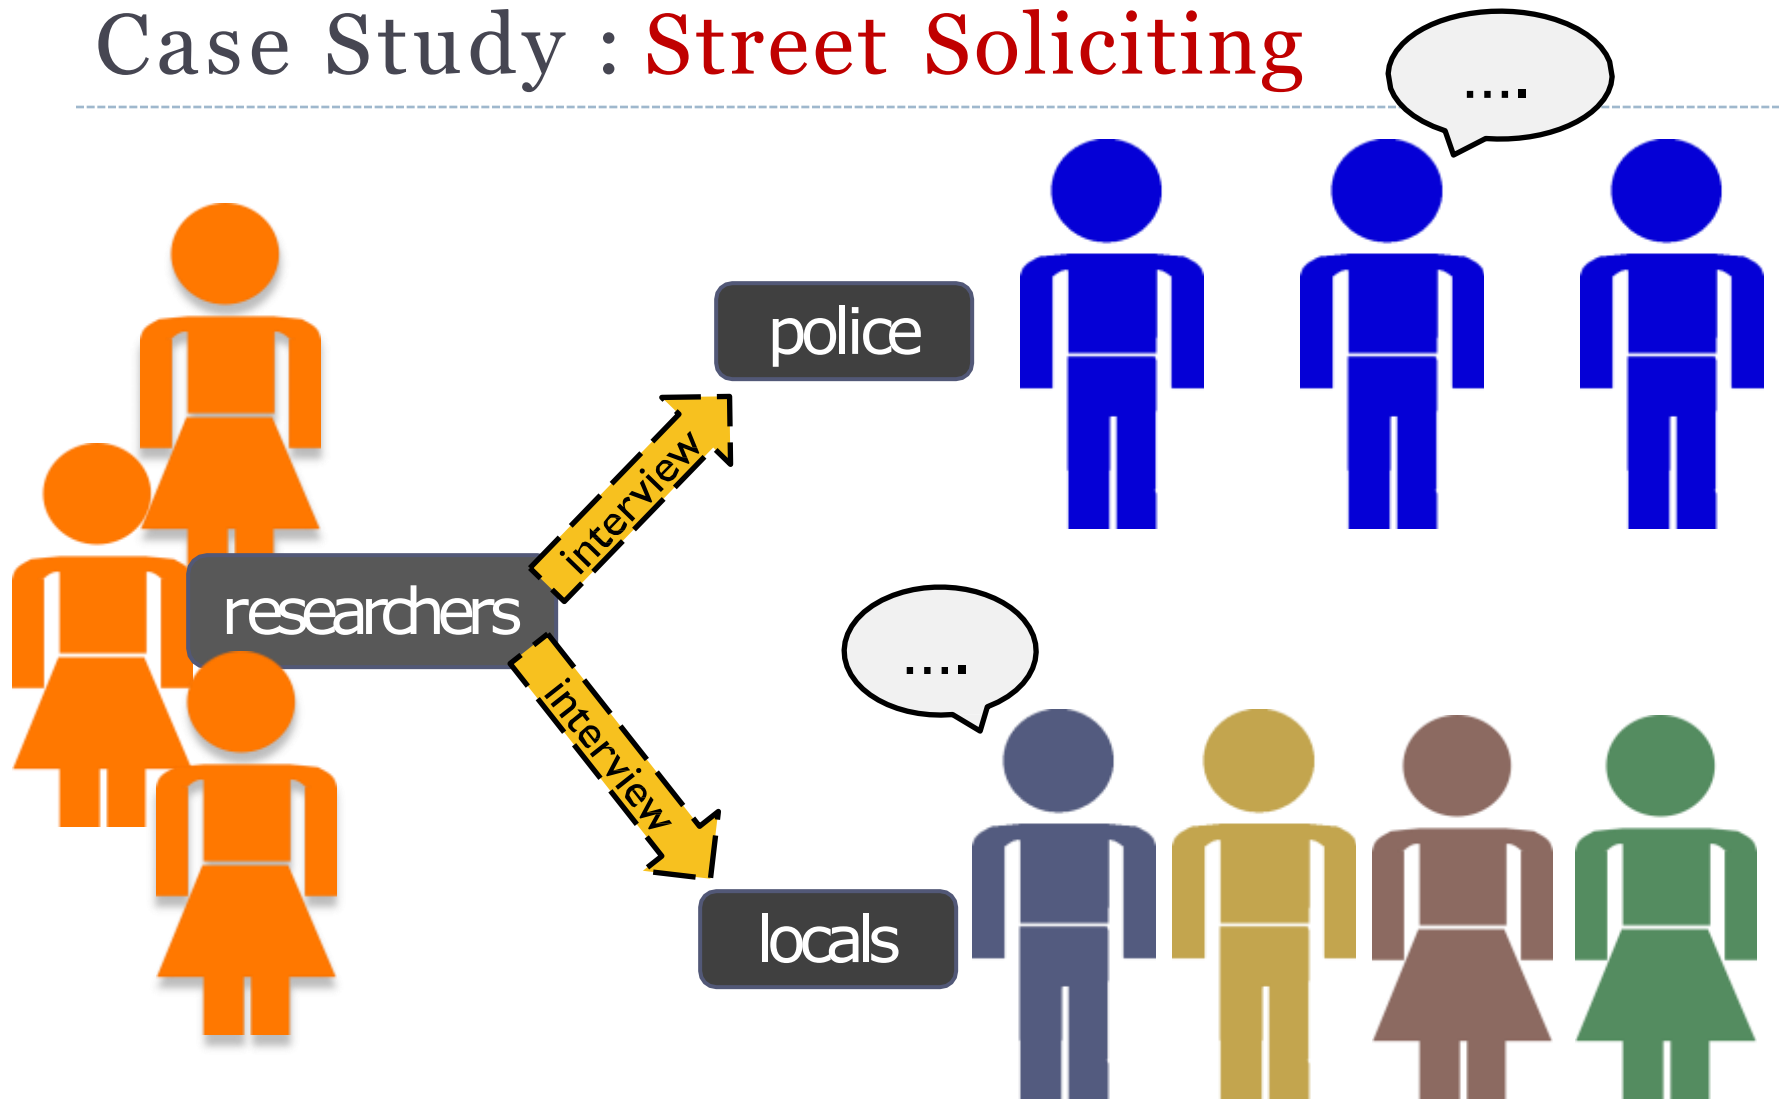 Case Study : Street Soliciting
....
police
interview
researchers
....
interview
locals